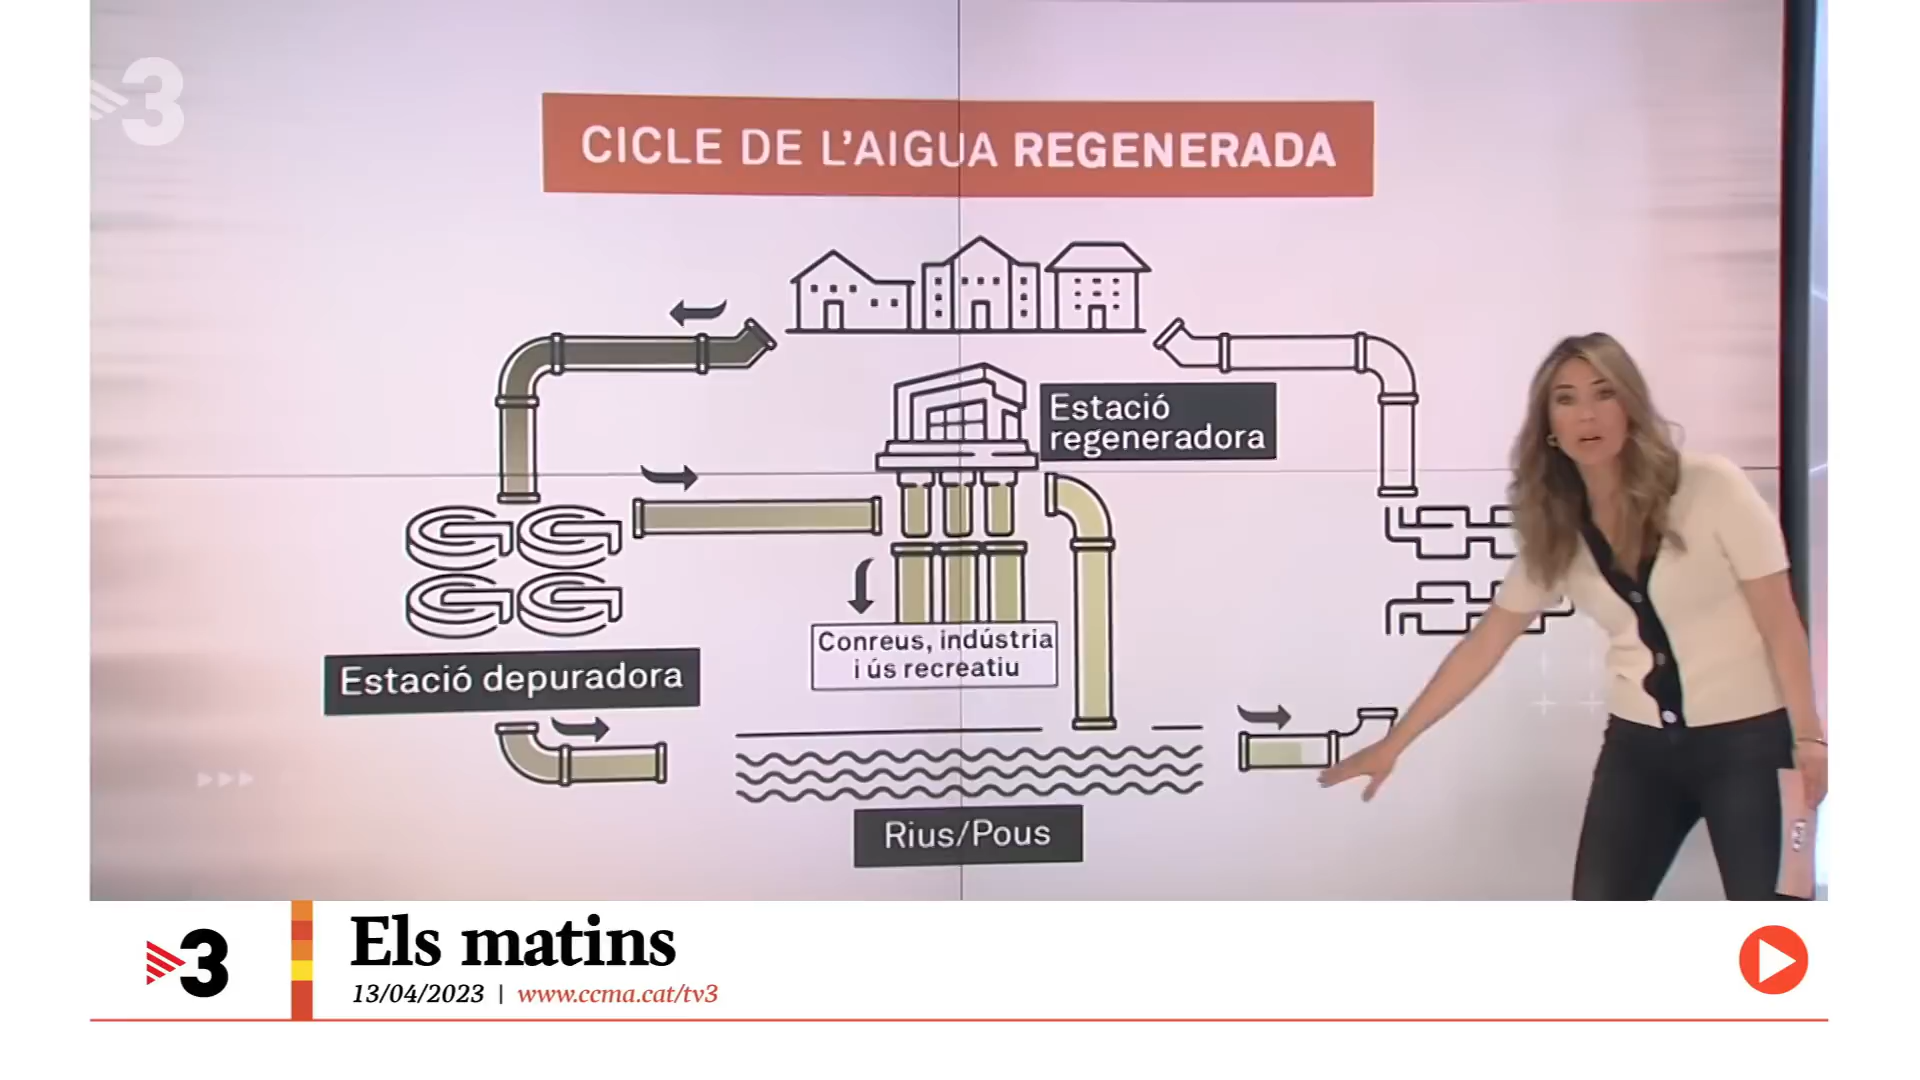 3
CICLE DE L'AIGUA REGENERADA
Estació
regeneradora
Conreus, indústria
i ús recreatiu
Estació depuradora
Rius/Pous
3
Els matins
13/04/2023 | www.ccma.cat/tv3